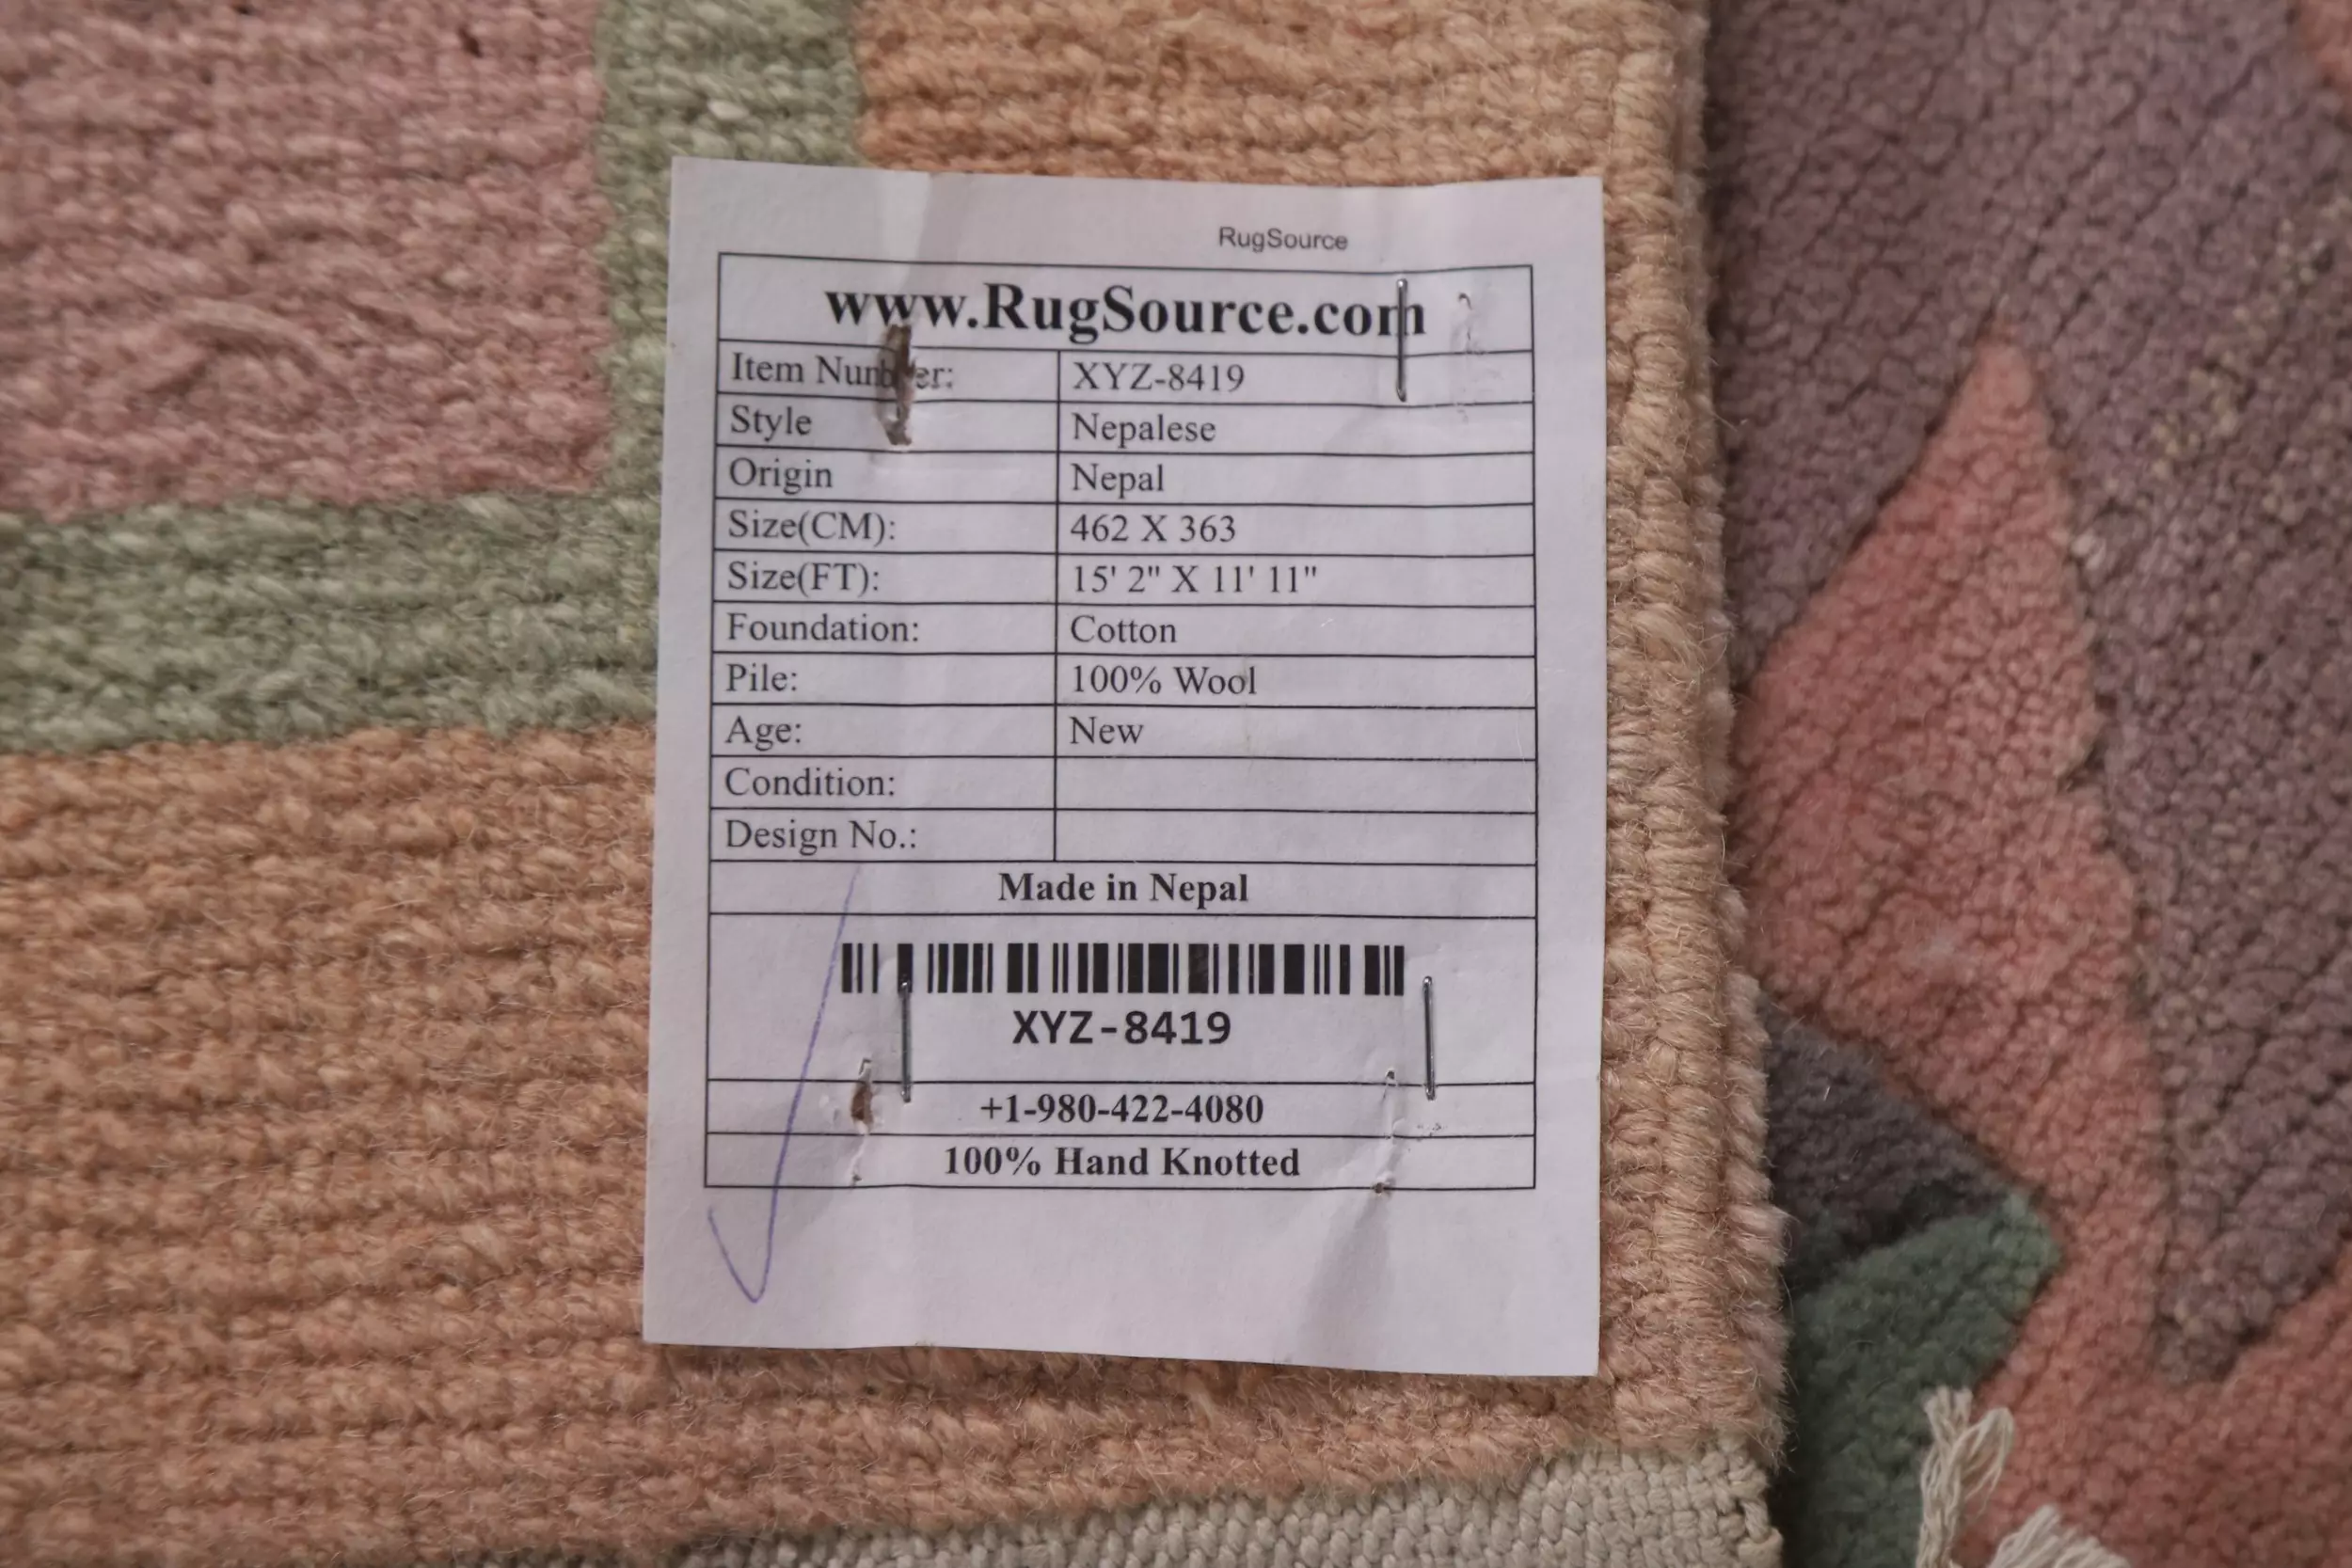 RugSource
www.RugSource.com
Item Number: XYZ-8419
Style Nepalese
Origin Nepal
Size(CM): 462 X 363
Size(FT): 15' 2" X 11' 11"
Foundation: Cotton
Pile: 100% Wool
Age: New
Condition:
Design No.:
Made in Nepal
XYZ-8419
+1-980-422-4080
100% Hand Knotted